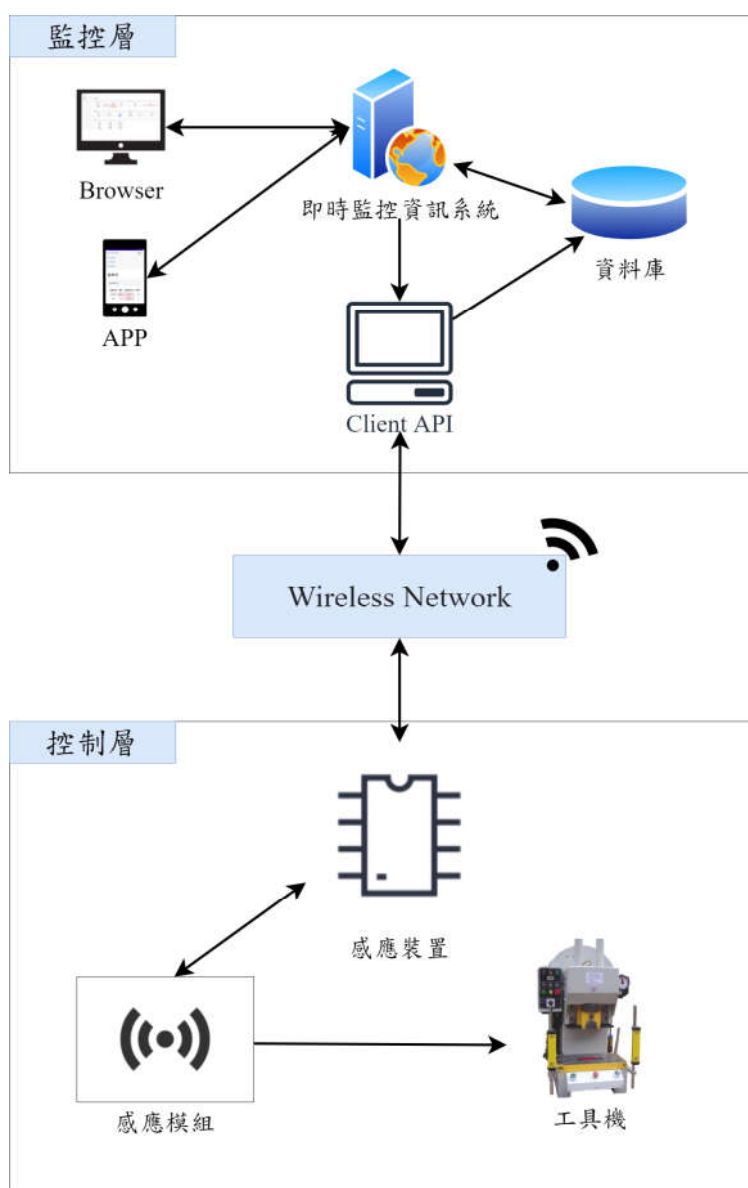 監控層
Browser
即時監控資訊系統
資料庫
APP
Client API
Wireless Network
控制層
感應裝置
感應模組
工具機